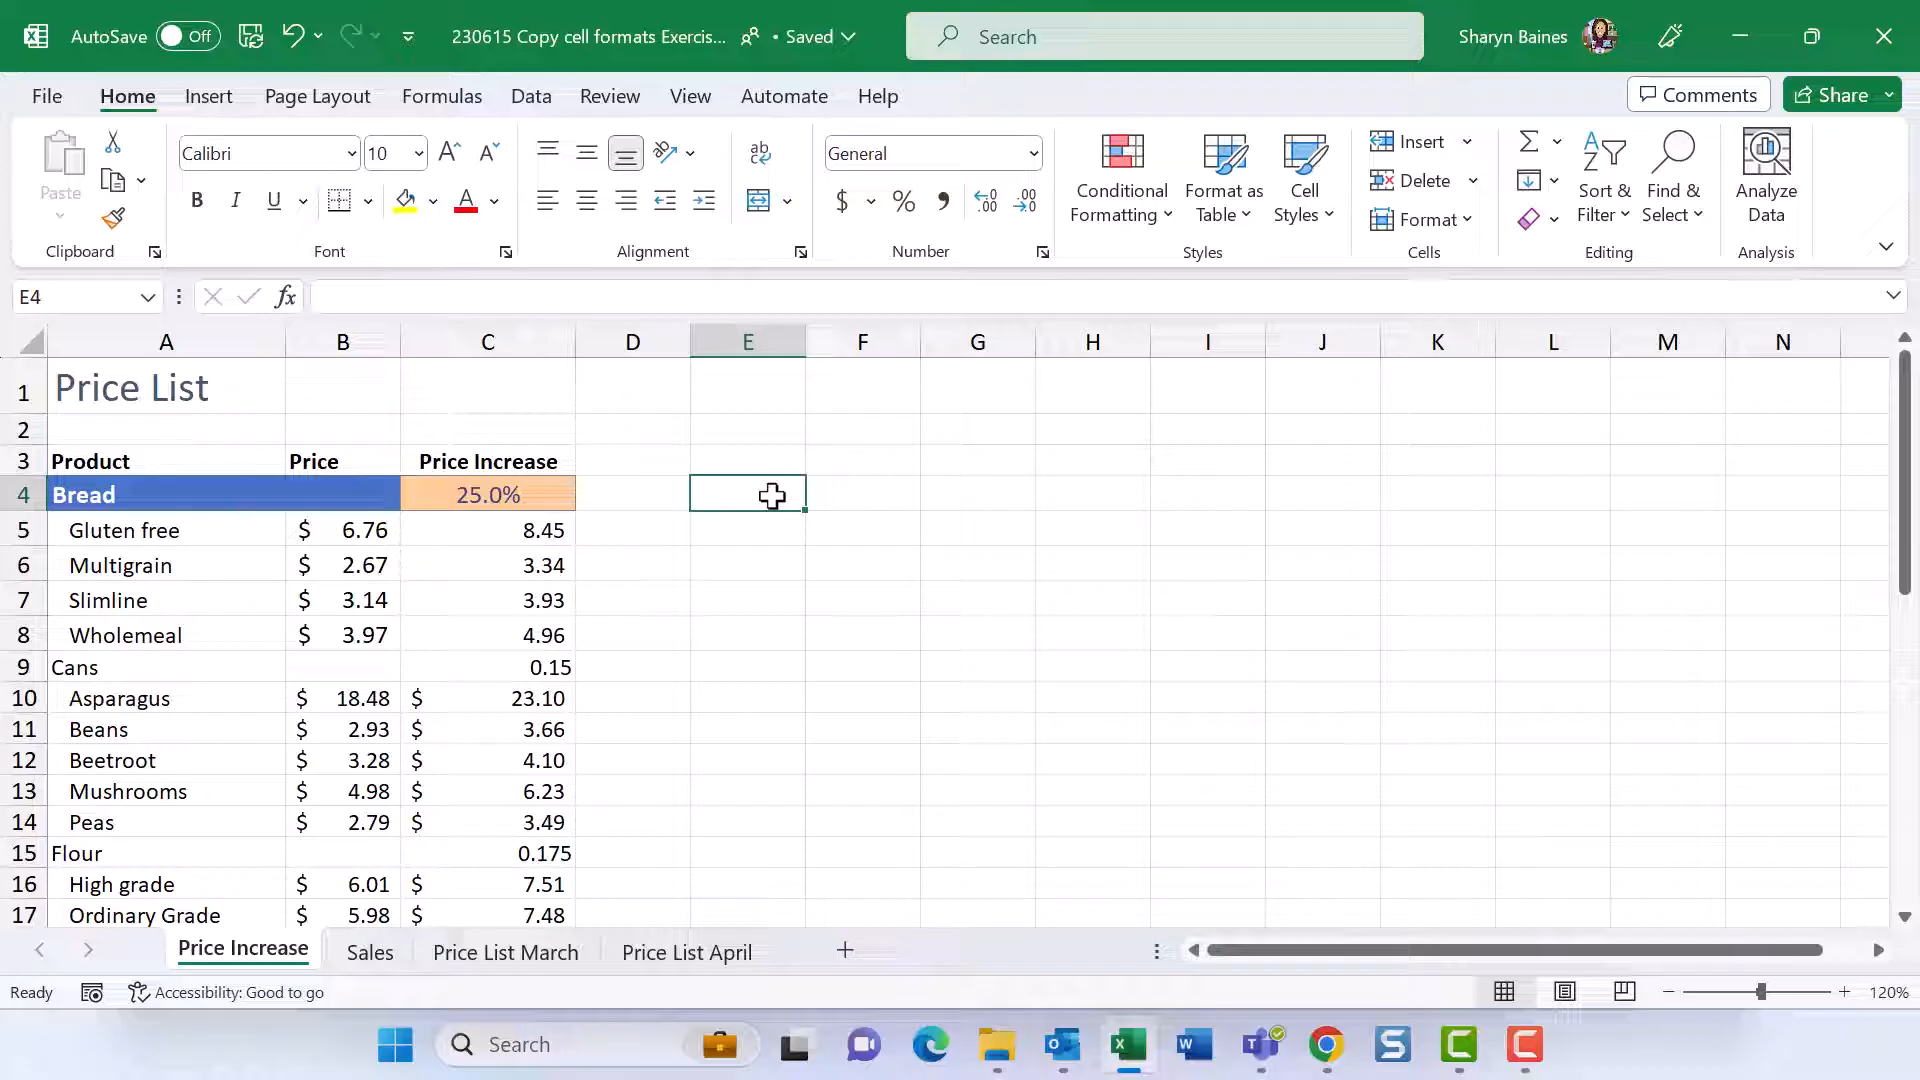 AutoSave Off 230615 Copy cell formats Exercis... • Saved Search Sharyn Baines
File Home Insert Page Layout Formulas Data Review View Automate Help Comments Share
Paste
Clipboard
Calibri 10
B I U A
Font
ab
Alignment
General
$ % 9 .00 .00
Number
Conditional Formatting
Format as Table
Cell Styles
Styles
Insert
Delete
Format
Cells
Sort & Filter
Find & Select
Editing
Analyze Data
Analysis
E4 fx
A B C D E F G H I J K L M N
1 Price List
2
3 Product Price Price Increase
4 Bread 25.0%
5 Gluten free $ 6.76 8.45
6 Multigrain $ 2.67 3.34
7 Slimline $ 3.14 3.93
8 Wholemeal $ 3.97 4.96
9 Cans 0.15
10 Asparagus $ 18.48 $ 23.10
11 Beans $ 2.93 $ 3.66
12 Beetroot $ 3.28 $ 4.10
13 Mushrooms $ 4.98 $ 6.23
14 Peas $ 2.79 $ 3.49
15 Flour 0.175
16 High grade $ 6.01 $ 7.51
17 Ordinary Grade $ 5.98 $ 7.48
Price Increase Sales Price List March Price List April +
Ready Accessibility: Good to go 120%
Search